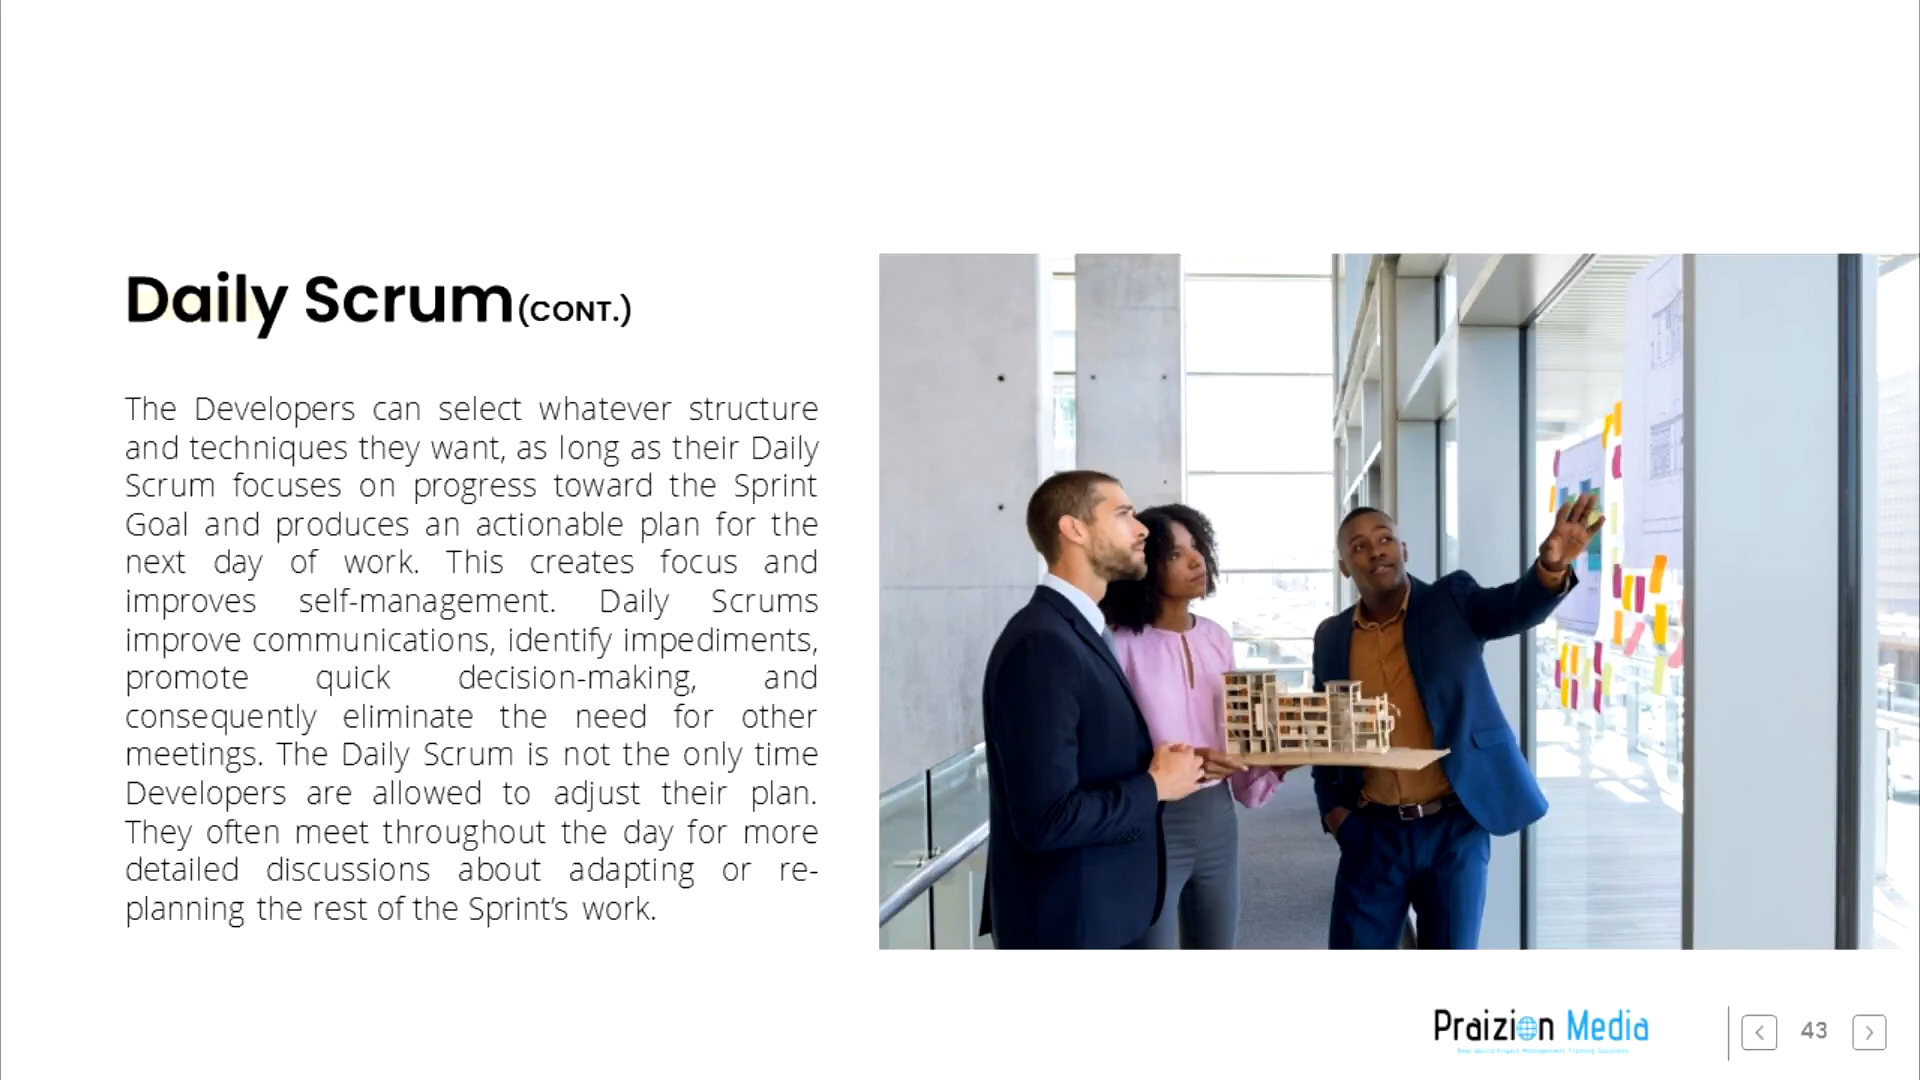 Daily Scrum (CONT.)
The Developers can select whatever structure
and techniques they want, as long as their Daily
Scrum focuses on progress toward the Sprint
Goal and produces an actionable plan for the
next day of work. This creates focus and
improves self-management. Daily Scrums
improve communications, identify impediments,
promote quick decision-making, and
consequently eliminate the need for other
meetings. The Daily Scrum is not the only time
Developers are allowed to adjust their plan.
They often meet throughout the day for more
detailed discussions about adapting or re-
planning the rest of the Sprint’s work.
Praizion Media
43